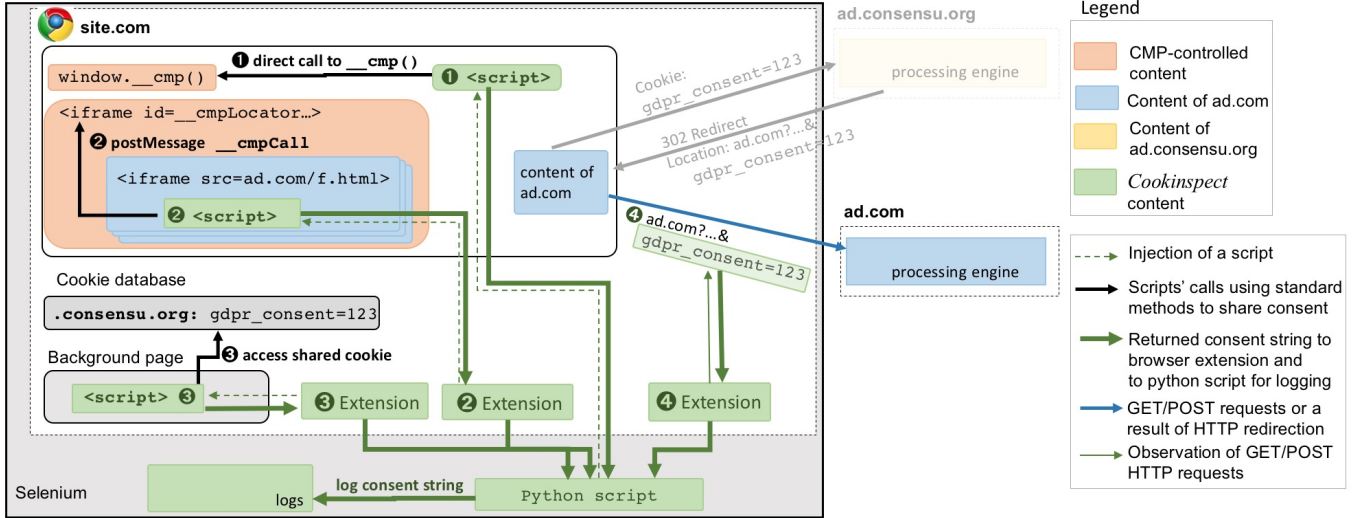 site.com
❶ direct call to __cmp()
window.__cmp()
❶ <script>
<iframe id=__cmpLocator…>
❷ postMessage __cmpCall
<iframe src=ad.com/f.html>
❷ <script>
content of
ad.com
Cookie:
gdpr_consent=123
302 Redirect
Location: ad.com?...&
gdpr_consent=123
ad.consensu.org
processing engine
❹ ad.com?...&
gdpr_consent=123
ad.com
processing engine
Cookie database
.consensu.org: gdpr_consent=123
Background page
❸ access shared cookie
<script> ❸
❸ Extension
❷ Extension
❹ Extension
Selenium
logs
log consent string
Python script
Legend
CMP-controlled
content
Content of ad.com
Content of
ad.consensu.org
Cookinspect
content
Injection of a script
Scripts’ calls using standard
methods to share consent
Returned consent string to
browser extension and
to python script for logging
GET/POST requests or a
result of HTTP redirection
Observation of GET/POST
HTTP requests